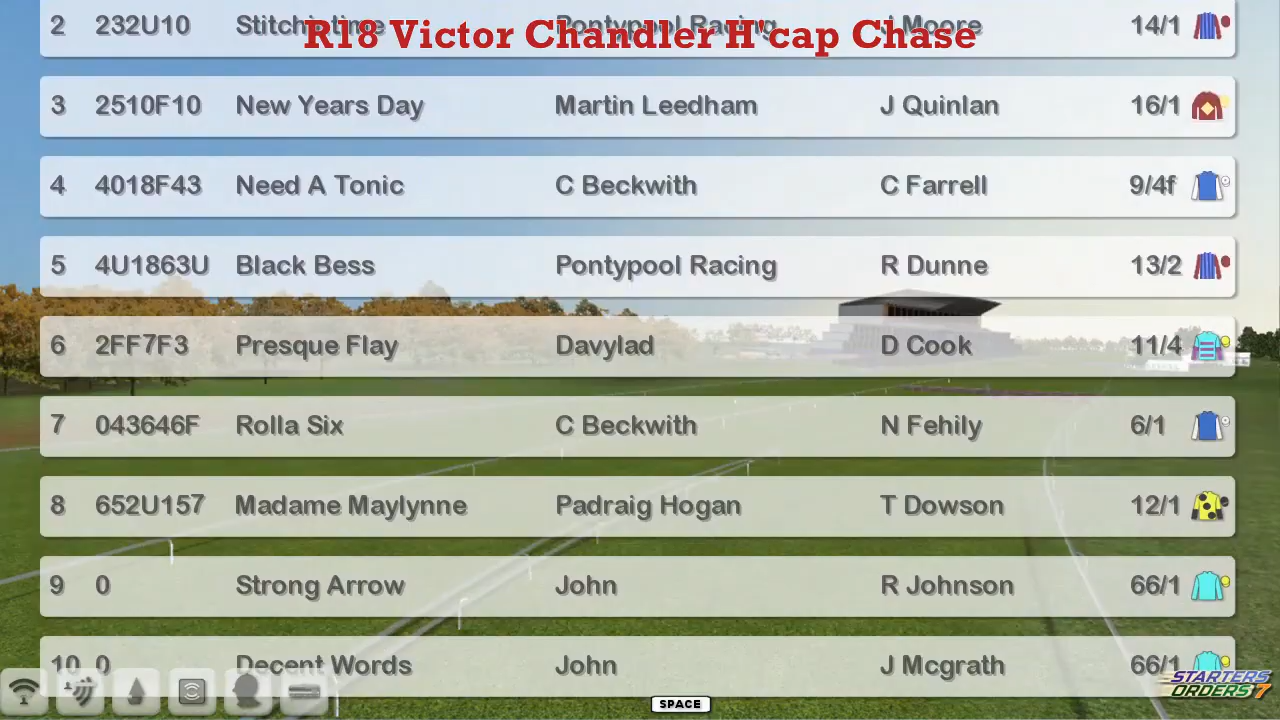 R18 Victor Chandler H'cap Chase
2 232U10 Stitch in time Pontypool Racing J Moore 14/1
3 2510F10 New Years Day Martin Leedham J Quinlan 16/1
4 4018F43 Need A Tonic C Beckwith C Farrell 9/4f
5 4U1863U Black Bess Pontypool Racing R Dunne 13/2
6 2FF7F3 Presque Flay Davylad D Cook 11/4
7 043646F Rolla Six C Beckwith N Fehily 6/1
8 652U157 Madame Maylynne Padraig Hogan T Dowson 12/1
9 0 Strong Arrow John R Johnson 66/1
10 0 Decent Words John J Mcgrath 66/1
STARTERS
ORDERS 7
SPACE